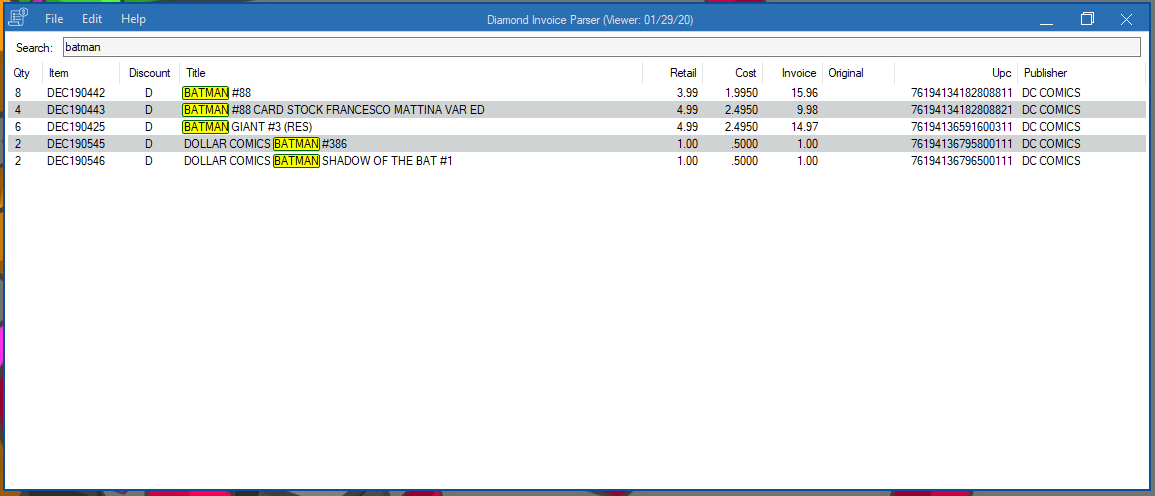 File Edit Help Diamond Invoice Parser (Viewer: 01/29/20)
Search: batman
Qty Item Discount Title Retail Cost Invoice Original Upc Publisher
8 DEC190442 D BATMAN #88 3.99 1.9950 15.96 76194134182808811 DC COMICS
4 DEC190443 D BATMAN #88 CARD STOCK FRANCESCO MATTINA VAR ED 4.99 2.4950 9.98 76194134182808821 DC COMICS
6 DEC190425 D BATMAN GIANT #3 (RES) 4.99 2.4950 14.97 76194136591600311 DC COMICS
2 DEC190545 D DOLLAR COMICS BATMAN #386 1.00 .5000 1.00 76194136795800111 DC COMICS
2 DEC190546 D DOLLAR COMICS BATMAN SHADOW OF THE BAT #1 1.00 .5000 1.00 76194136796500111 DC COMICS